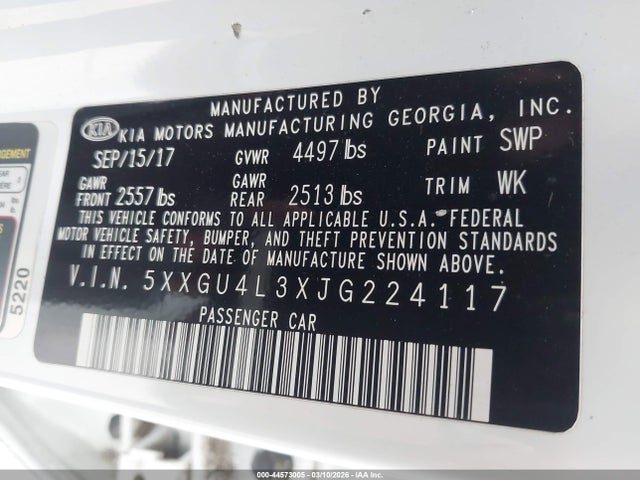 MANUFACTURED BY
KIA KIA MOTORS MANUFACTURING GEORGIA, INC.
SEP/15/17 GVWR 4497 lbs PAINT SWP
GAWR FRONT 2557 lbs GAWR REAR 2513 lbs TRIM WK
THIS VEHICLE CONFORMS TO ALL APPLICABLE U.S.A. FEDERAL
MOTOR VEHICLE SAFETY, BUMPER, AND THEFT PREVENTION STANDARDS
IN EFFECT ON THE DATE OF MANUFACTURE SHOWN ABOVE.
V.I.N. 5XXGU4L3XJG224117
PASSENGER CAR
5220
000-44573005 - 03/10/2026 - IAA Inc.